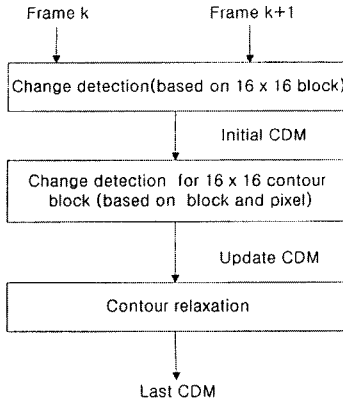 Frame k
Frame k+1
Change detection(based on 16 x 16 block)
Initial CDM
Change detection for 16 x 16 contour
block (based on block and pixel)
Update CDM
Contour relaxation
Last CDM